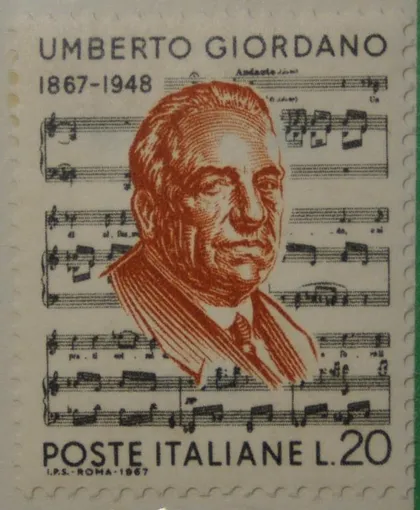 UMBERTO GIORDANO
1867-1948
Andante
POSTE ITALIANE L. 20
I.P.S.-ROMA-1967